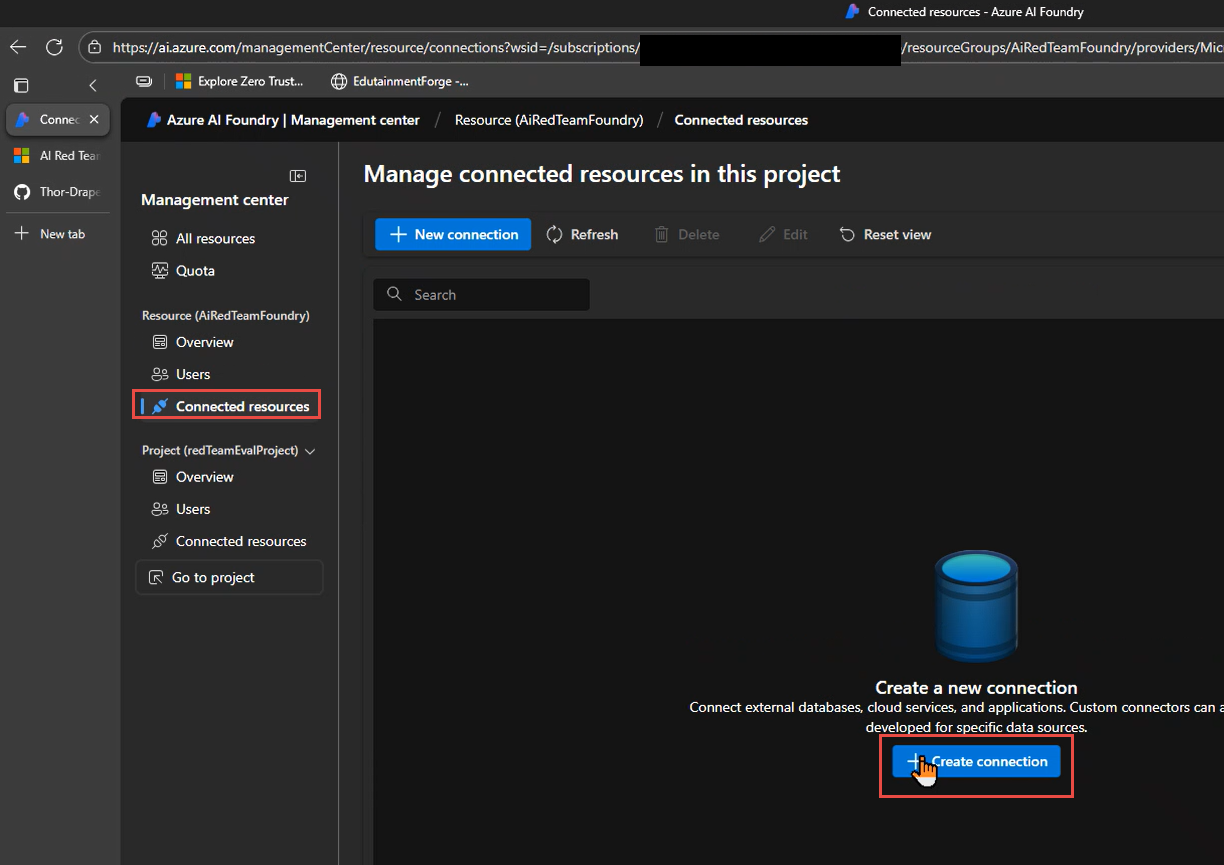 Connected resources - Azure AI Foundry
https://ai.azure.com/managementCenter/resource/connections?wsid=/subscriptions/
/resourceGroups/AiRedTeamFoundry/providers/Mic
Explore Zero Trust...
EdutainmentForge -...
Connec
AI Red Tea
Thor-Drape
New tab
Azure AI Foundry | Management center / Resource (AiRedTeamFoundry) / Connected resources
Management center
All resources
Quota
Resource (AiRedTeamFoundry)
Overview
Users
Connected resources
Project (redTeamEvalProject)
Overview
Users
Connected resources
Go to project
Manage connected resources in this project
New connection
Refresh
Delete
Edit
Reset view
Search
Create a new connection
Connect external databases, cloud services, and applications. Custom connectors can a
developed for specific data sources.
Create connection